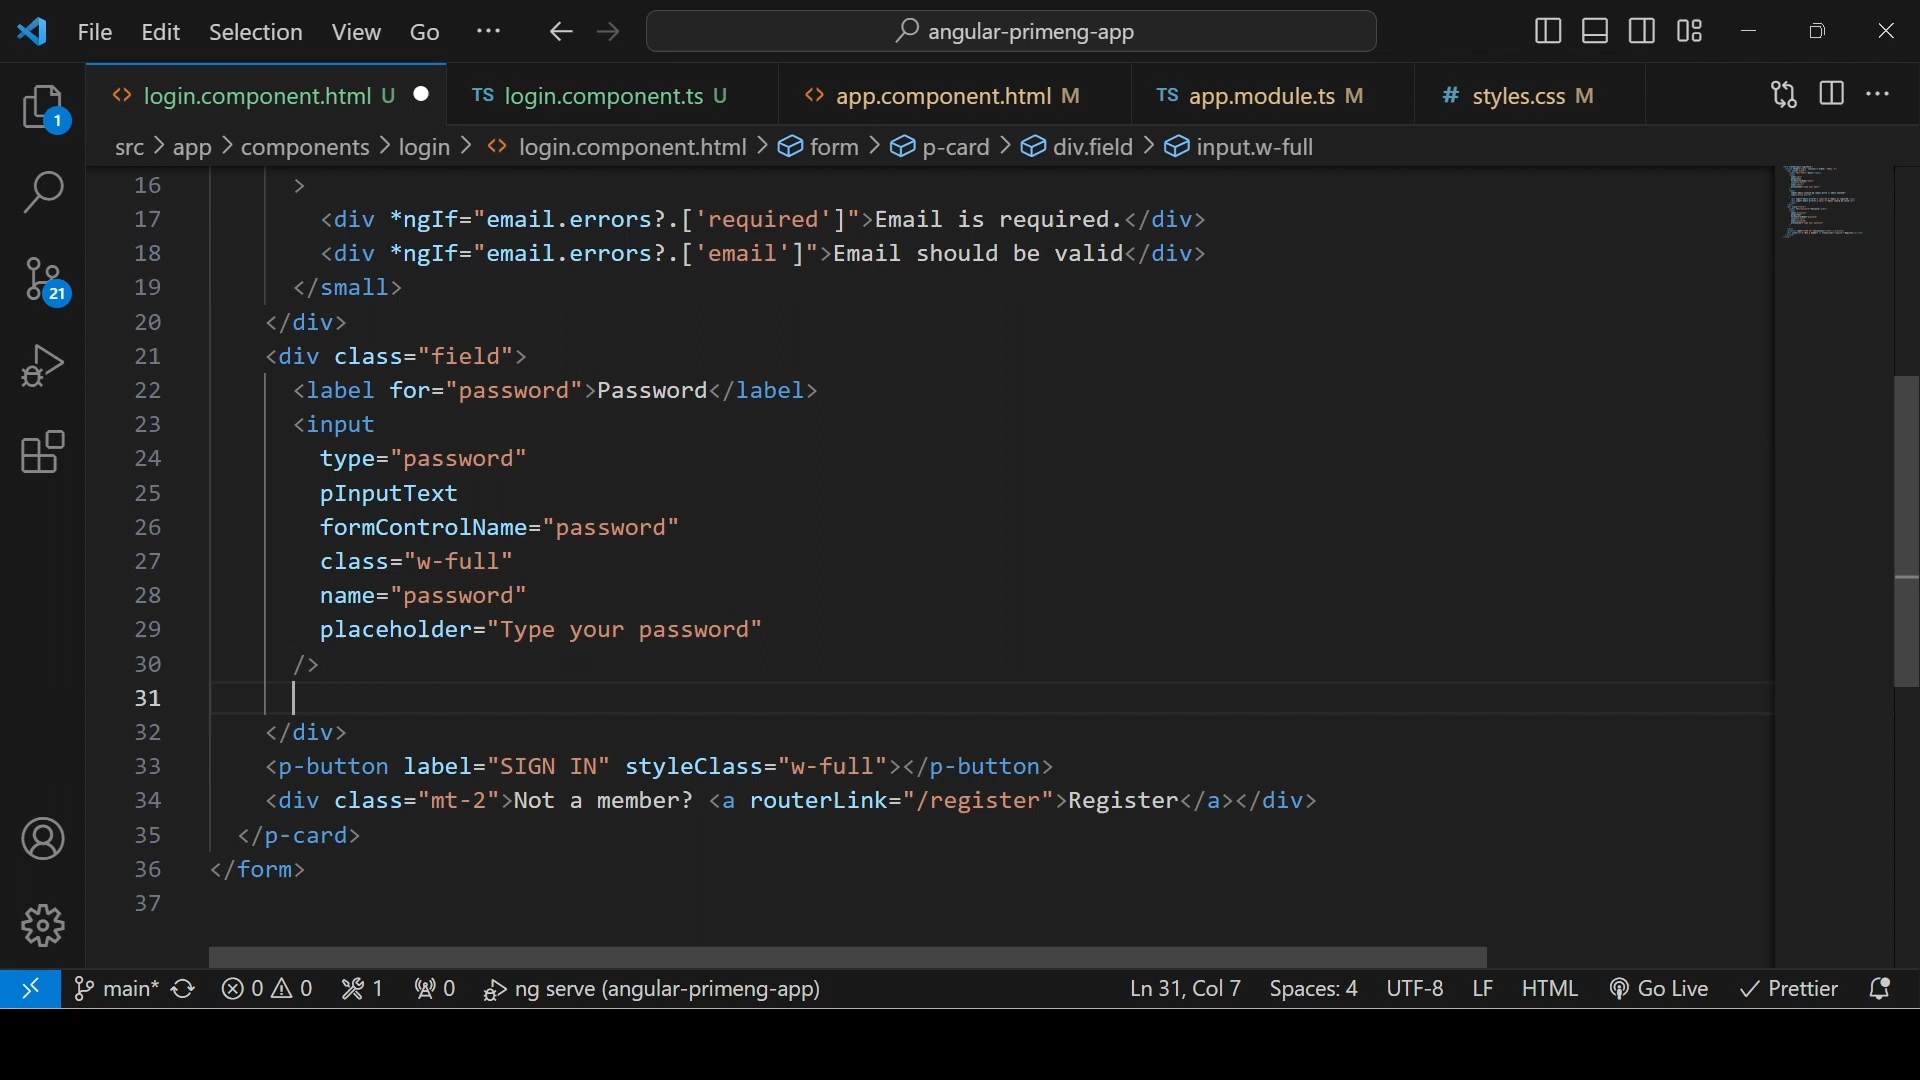 File Edit Selection View Go ··· angular-primeng-app
login.component.html U TS login.component.ts U app.component.html M TS app.module.ts M # styles.css M
src > app > components > login > <> login.component.html > form > p-card > div.field > input.w-full
16 >
17 <div *ngIf="email.errors?.['required']">Email is required.</div>
18 <div *ngIf="email.errors?.['email']">Email should be valid</div>
19 </small>
20 </div>
21 <div class="field">
22 <label for="password">Password</label>
23 <input
24 type="password"
25 pInputText
26 formControlName="password"
27 class="w-full"
28 name="password"
29 placeholder="Type your password"
30 />
31
32 </div>
33 <p-button label="SIGN IN" styleClass="w-full"></p-button>
34 <div class="mt-2">Not a member? <a routerLink="/register">Register</a></div>
35 </p-card>
36 </form>
37
1
21
main* 0 0 1 0 ng serve (angular-primeng-app) Ln 31, Col 7 Spaces: 4 UTF-8 LF HTML Go Live Prettier